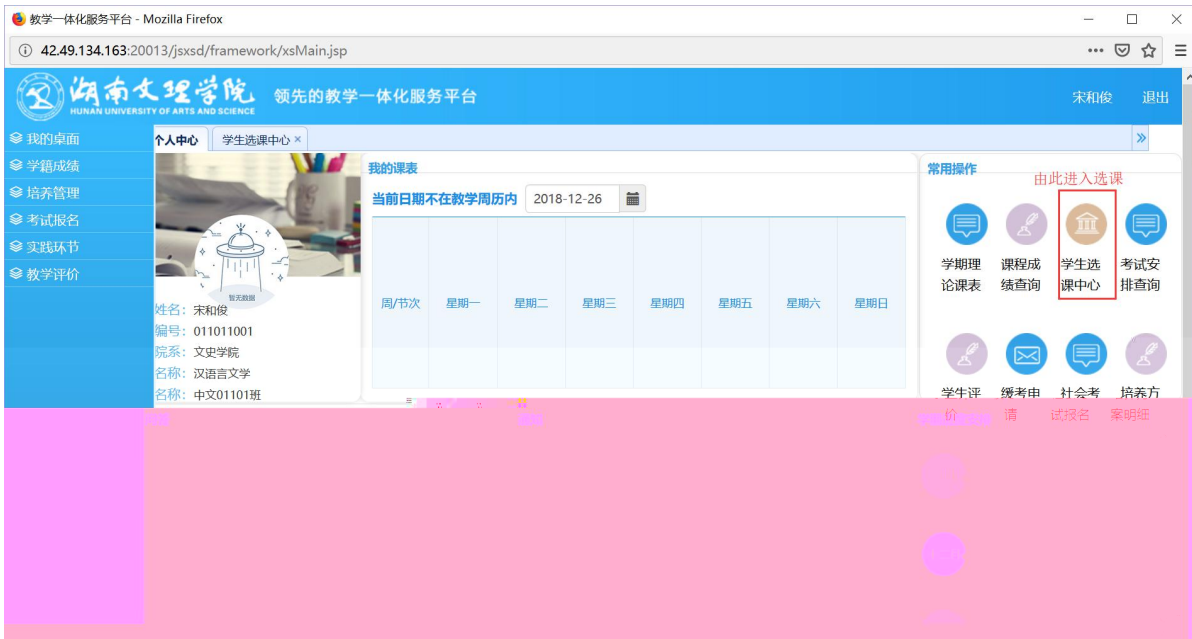 教学一体化服务平台 - Mozilla Firefox
42.49.134.163:20013/jsxsd/framework/xsMain.jsp
湖南文理学院
HUNAN UNIVERSITY OF ARTS AND SCIENCE
领先的教学一体化服务平台
宋和俊 退出
我的桌面
学籍成绩
培养管理
考试报名
实践环节
教学评价
个人中心 学生选课中心 ×
暂无数据
姓名：宋和俊
编号：011011001
院系：文史学院
名称：汉语言文学
名称：中文01101班
我的课表
当前日期不在教学周历内 2018-12-26
周/节次 星期一 星期二 星期三 星期四 星期五 星期六 星期日
常用操作
由此进入选课
学期理论课表
课程成绩查询
学生选课中心
考试安排查询
学生评价
缓考申请
社会考试报名
培养方案明细